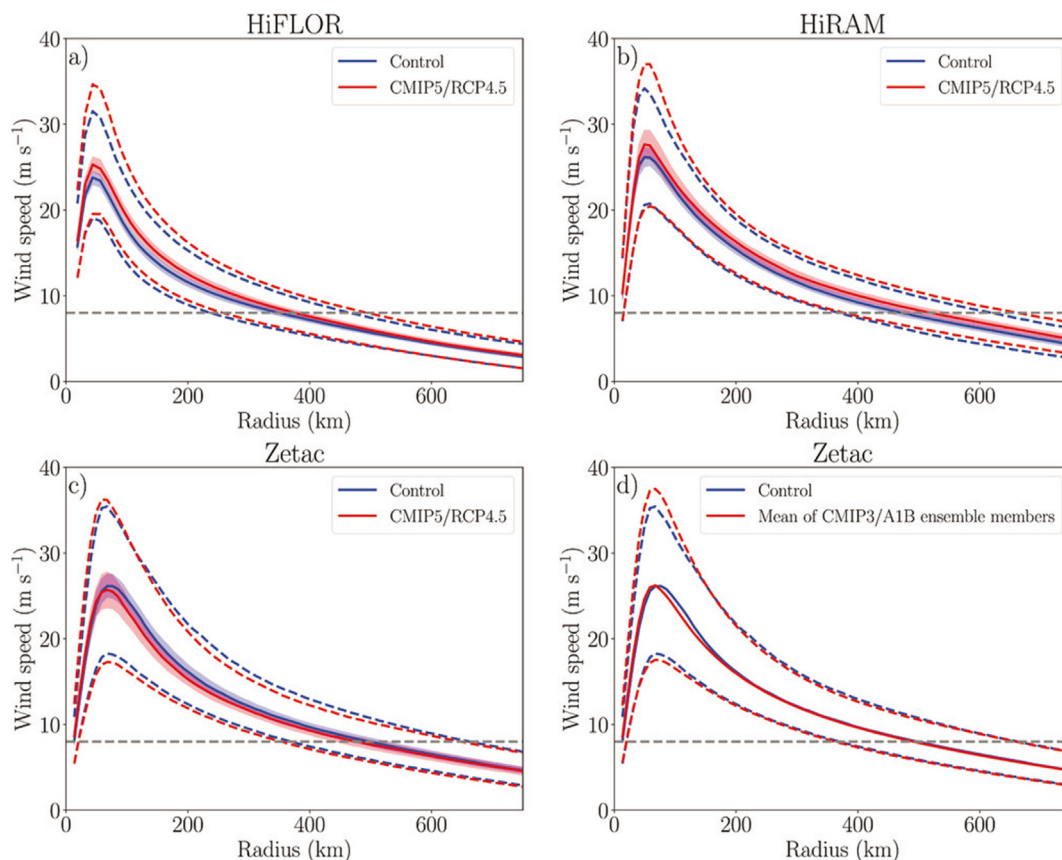 HiFLOR
a)
Control
CMIP5/RCP4.5
40
30
20
10
0
Wind speed (m s⁻¹)
0 200 400 600
Radius (km)
HiRAM
b)
Control
CMIP5/RCP4.5
40
30
20
10
0
Wind speed (m s⁻¹)
0 200 400 600
Radius (km)
Zetac
c)
Control
CMIP5/RCP4.5
40
30
20
10
0
Wind speed (m s⁻¹)
0 200 400 600
Radius (km)
Zetac
d)
Control
Mean of CMIP3/A1B ensemble members
40
30
20
10
0
Wind speed (m s⁻¹)
0 200 400 600
Radius (km)